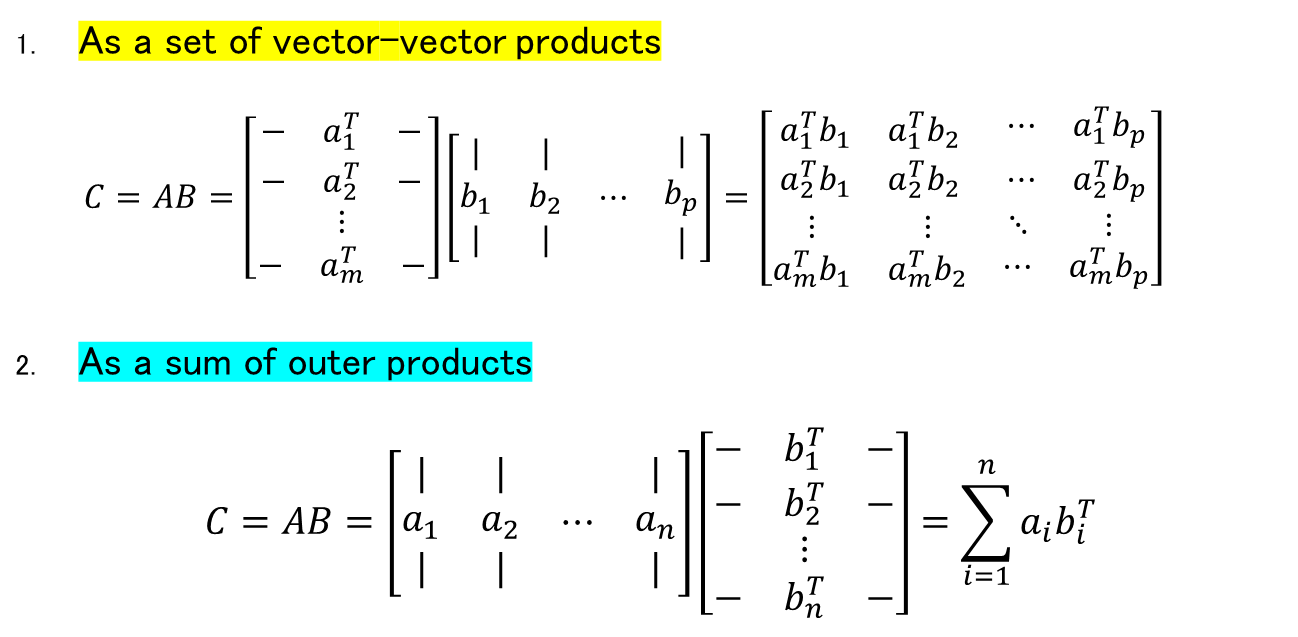 1. As a set of vector-vector products
C = AB = [− a_1^T −; − a_2^T −; ⋮; − a_m^T −] [| | |; b_1 b_2 ⋯ b_p; | | |] = [a_1^T b_1 a_1^T b_2 ⋯ a_1^T b_p; a_2^T b_1 a_2^T b_2 ⋯ a_2^T b_p; ⋮ ⋮ ⋱ ⋮; a_m^T b_1 a_m^T b_2 ⋯ a_m^T b_p]
2. As a sum of outer products
C = AB = [| | |; a_1 a_2 ⋯ a_n; | | |] [− b_1^T −; − b_2^T −; ⋮; − b_n^T −] = ∑_{i=1}^{n} a_i b_i^T